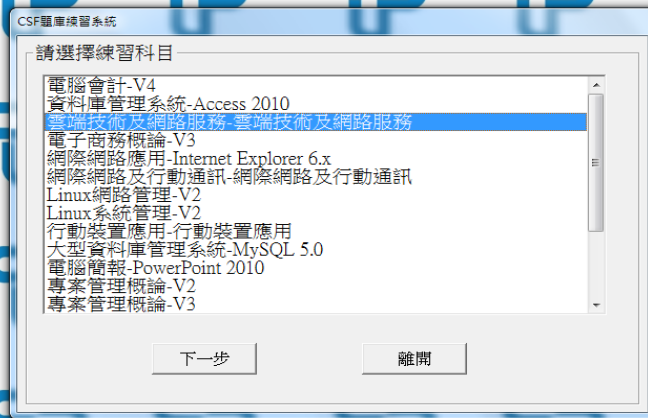 CSF題庫練習系統
請選擇練習科目
電腦會計-V4
資料庫管理系統-Access 2010
雲端技術及網路服務-雲端技術及網路服務
電子商務概論-V3
網際網路應用-Internet Explorer 6.x
網際網路及行動通訊-網際網路及行動通訊
Linux網路管理-V2
Linux系統管理-V2
行動裝置應用-行動裝置應用
大型資料庫管理系統-MySQL 5.0
電腦簡報-PowerPoint 2010
專案管理概論-V2
專案管理概論-V3
下一步
離開